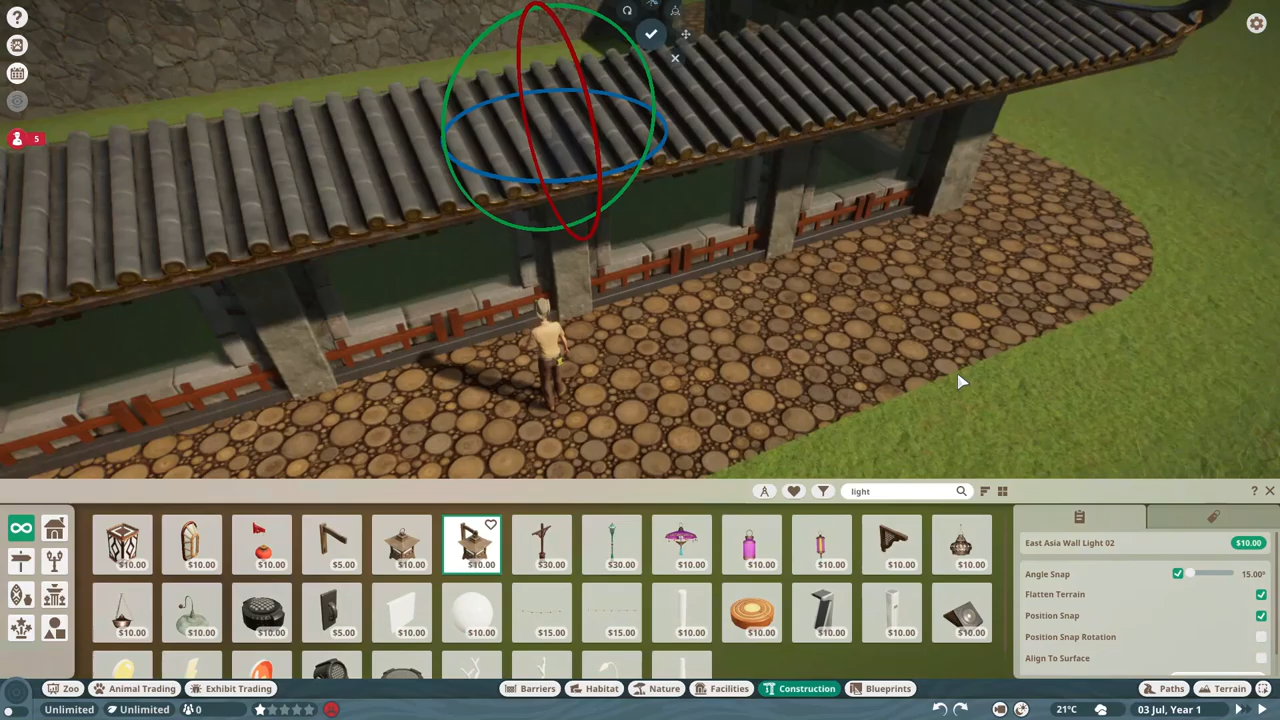 5
light
$10.00 $10.00 $10.00 $5.00 $10.00 $10.00 $30.00 $30.00 $10.00 $10.00 $10.00 $10.00 $10.00
$10.00 $10.00 $10.00 $5.00 $10.00 $10.00 $15.00 $15.00 $10.00 $10.00 $10.00 $10.00 $10.00
East Asia Wall Light 02 $10.00
Angle Snap 15.00°
Flatten Terrain
Position Snap
Position Snap Rotation
Align To Surface
Zoo Animal Trading Exhibit Trading Barriers Habitat Nature Facilities Construction Blueprints Paths Terrain
Unlimited Unlimited 0 21°C 03 Jul, Year 1